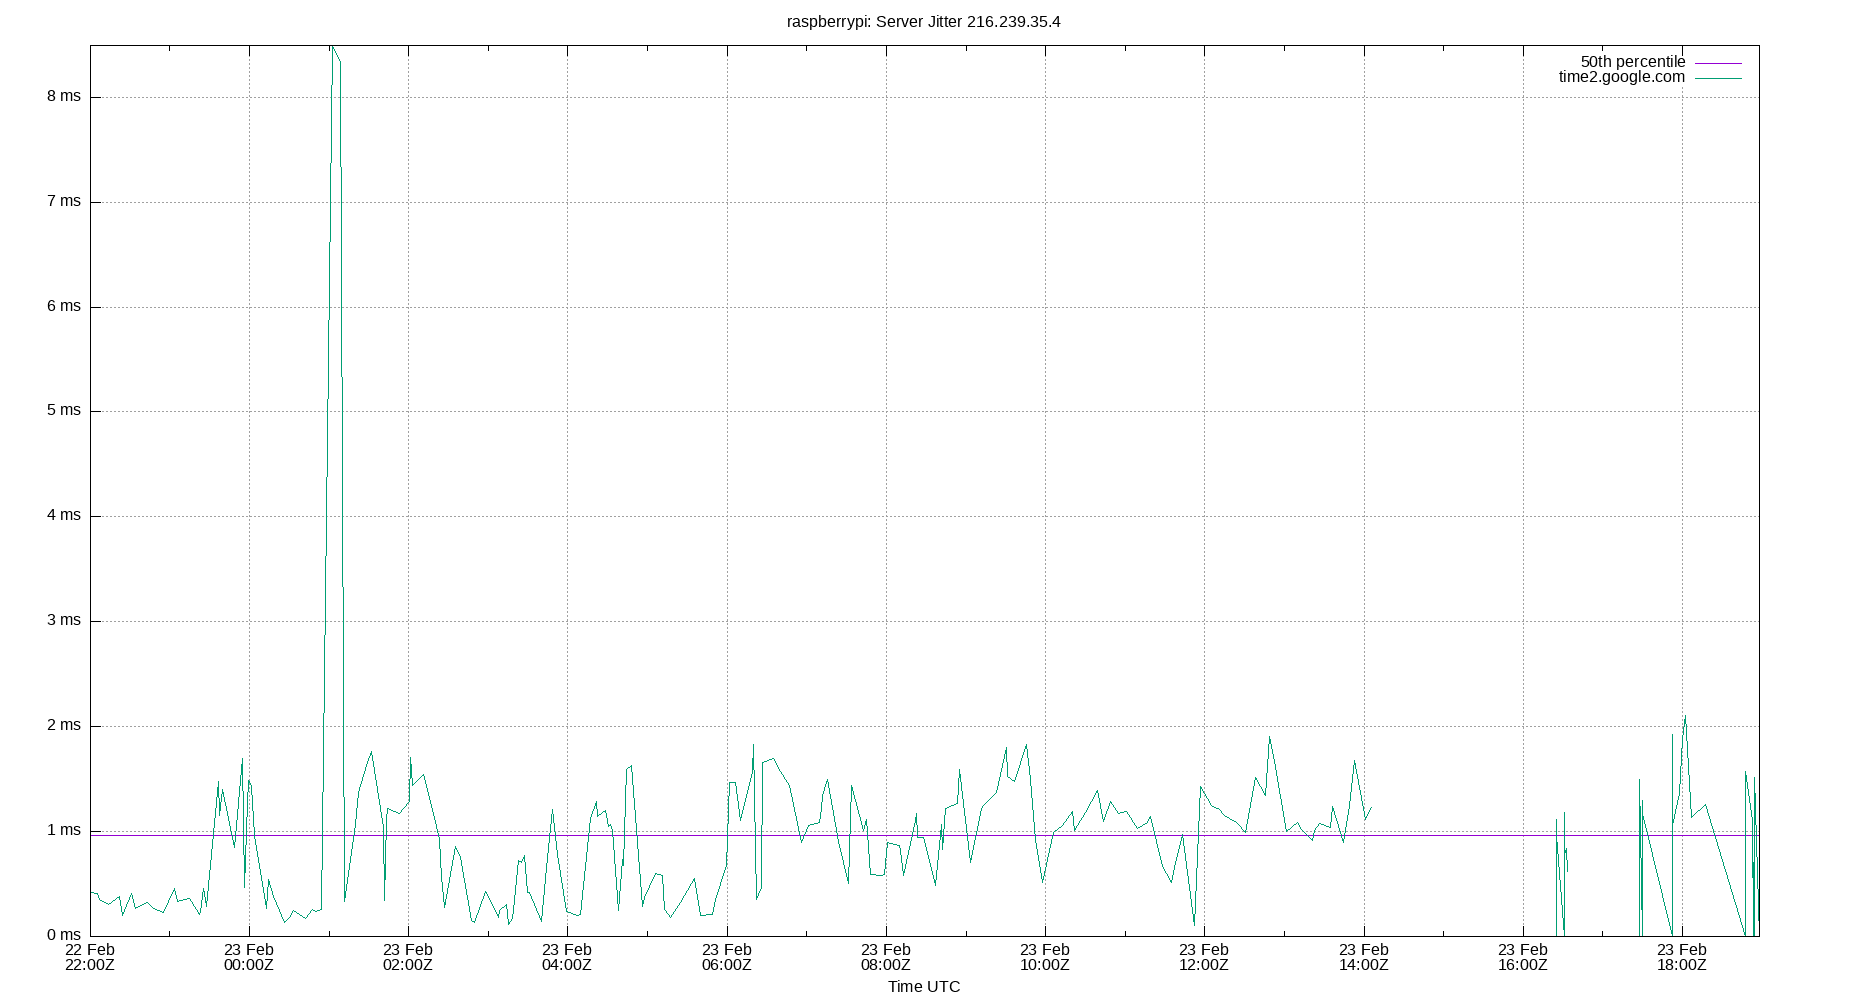 raspberrypi: Server Jitter 216.239.35.4
50th percentile
time2.google.com
8 ms
7 ms
6 ms
5 ms
4 ms
3 ms
2 ms
1 ms
0 ms
22 Feb
22:00Z
23 Feb
00:00Z
23 Feb
02:00Z
23 Feb
04:00Z
23 Feb
06:00Z
23 Feb
08:00Z
23 Feb
10:00Z
23 Feb
12:00Z
23 Feb
14:00Z
23 Feb
16:00Z
23 Feb
18:00Z
Time UTC